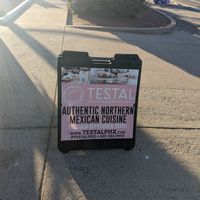 TESTAL
AUTHENTIC NORTHERN
MEXICAN CUISINE
WWW.TESTALPHX.COM